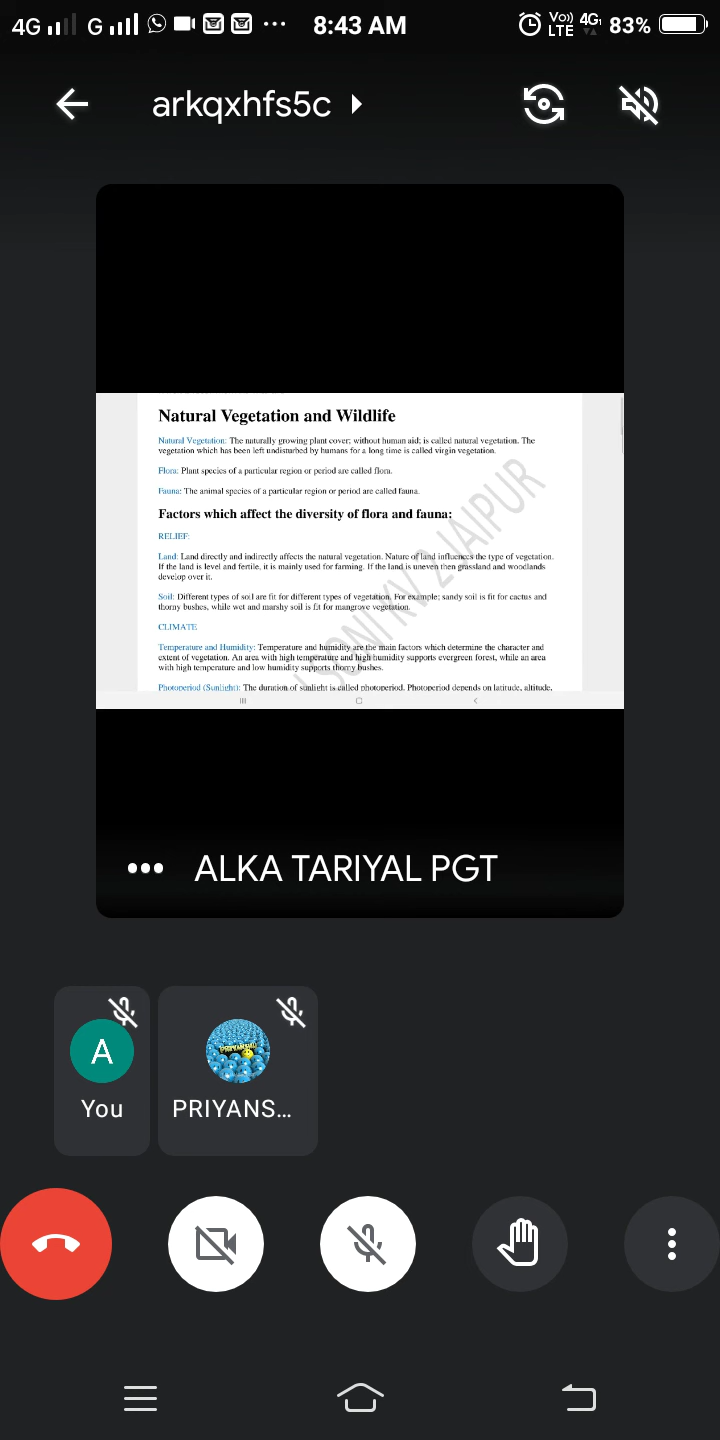 4G G 8:43 AM Vo)) LTE 4G 83%
arkqxhfs5c
Natural Vegetation and Wildlife
Natural Vegetation: The naturally growing plant cover; without human aid; is called natural vegetation. The
vegetation which has been left undisturbed by humans for a long time is called virgin vegetation.
Flora: Plant species of a particular region or period are called flora.
Fauna: The animal species of a particular region or period are called fauna.
Factors which affect the diversity of flora and fauna:
RELIEF:
Land: Land directly and indirectly affects the natural vegetation. Nature of land influences the type of vegetation.
If the land is level and fertile, it is mainly used for farming. If the land is uneven then grassland and woodlands
develop over it.
Soil: Different types of soil are fit for different types of vegetation. For example; sandy soil is fit for cactus and
thorny bushes, while wet and marshy soil is fit for mangrove vegetation.
CLIMATE
Temperature and Humidity: Temperature and humidity are the main factors which determine the character and
extent of vegetation. An area with high temperature and high humidity supports evergreen forest, while an area
with high temperature and low humidity supports thorny bushes.
Photoperiod (Sunlight): The duration of sunlight is called photoperiod. Photoperiod depends on latitude, altitude,
SONI KV 2 JAIPUR
ALKA TARIYAL PGT
A
PRIYANSHU
You
PRIYANS...